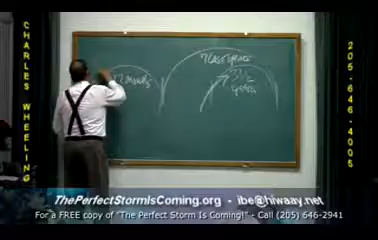 CHARLES WHEELING
205-646-4005
ThePerfectStormIsComing.org - ibe@hiwaay.net
For a FREE copy of "The Perfect Storm Is Coming!" - Call (205) 646-2941